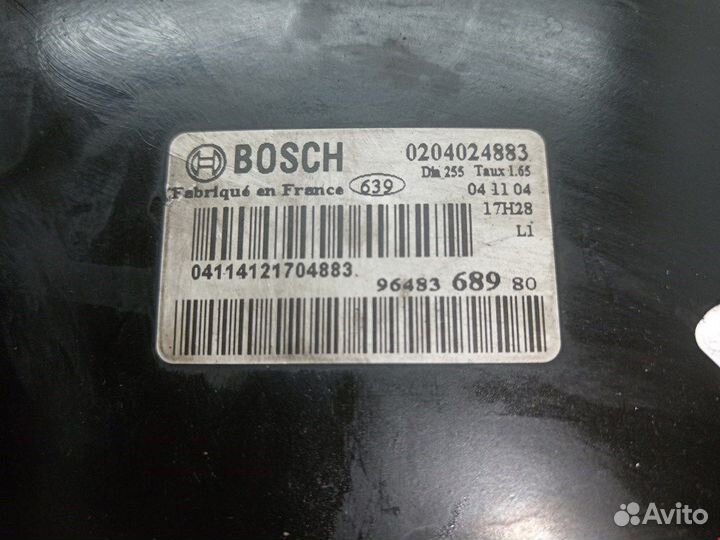 BOSCH 0204024883
Dia 255 Taux 1.65
Fabriqué en France 639 04 11 04
17H28
LI
04114121704883
96483 689 80
Avito